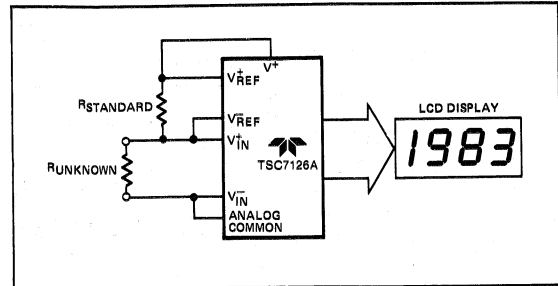 V+
V+REF
RSTANDARD
V-REF
V+IN
RUNKNOWN
TSC7126A
V-IN
ANALOG
COMMON
LCD DISPLAY
1983